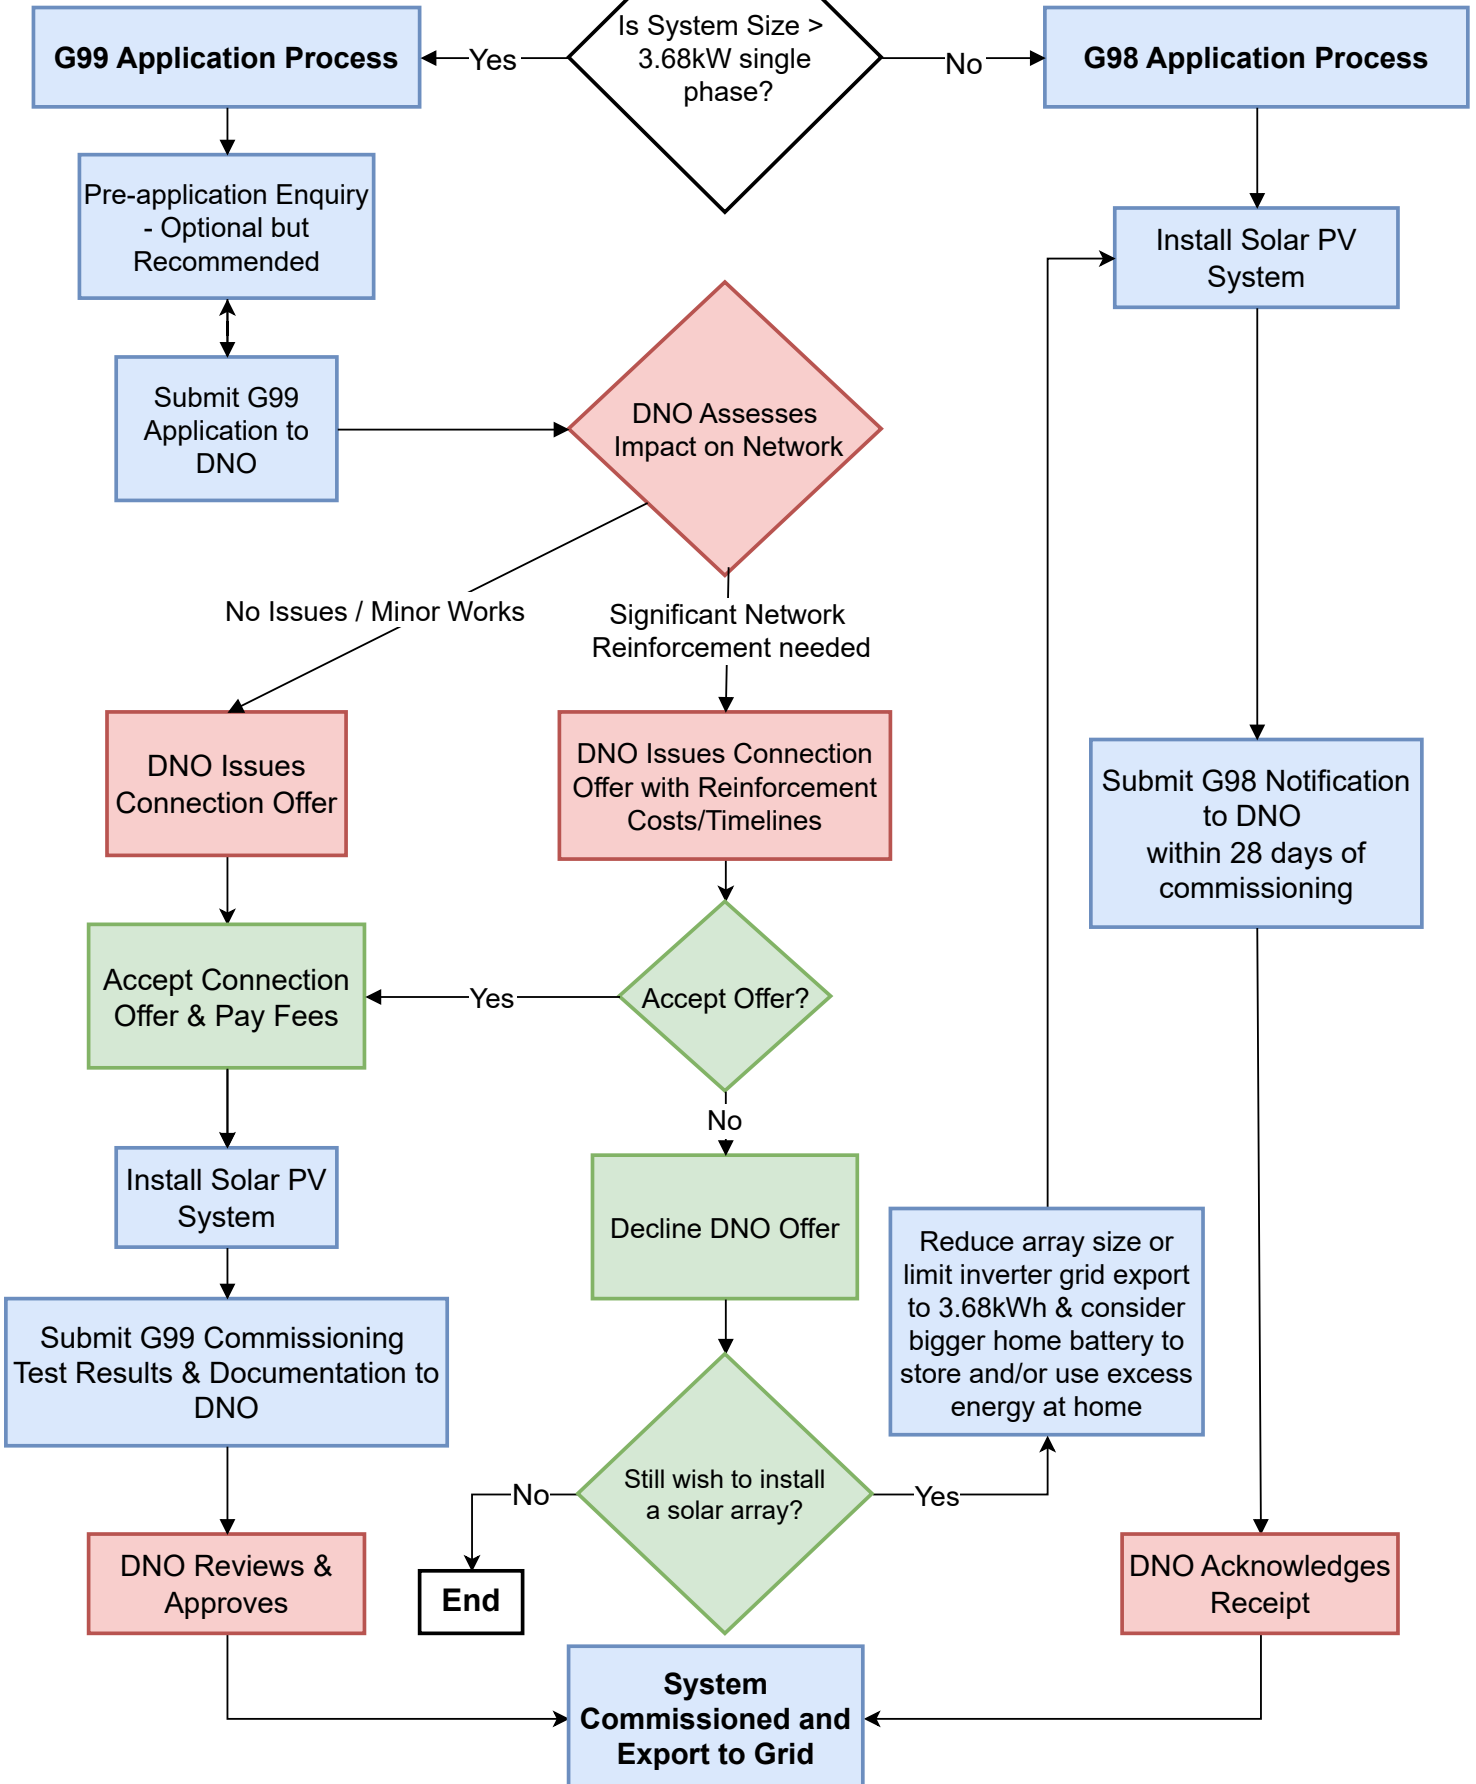 Is System Size >
3.68kW single
phase?
Yes
No
G99 Application Process
G98 Application Process
Pre-application Enquiry
- Optional but
Recommended
Install Solar PV
System
Submit G99
Application to
DNO
DNO Assesses
Impact on Network
No Issues / Minor Works
Significant Network
Reinforcement needed
DNO Issues
Connection Offer
DNO Issues Connection
Offer with Reinforcement
Costs/Timelines
Submit G98 Notification
to DNO
within 28 days of
commissioning
Accept Connection
Offer & Pay Fees
Yes
Accept Offer?
No
Install Solar PV
System
Decline DNO Offer
Reduce array size or
limit inverter grid export
to 3.68kWh & consider
bigger home battery to
store and/or use excess
energy at home
Submit G99 Commissioning
Test Results & Documentation to
DNO
Still wish to install
a solar array?
No
Yes
End
DNO Reviews &
Approves
DNO Acknowledges
Receipt
System
Commissioned and
Export to Grid